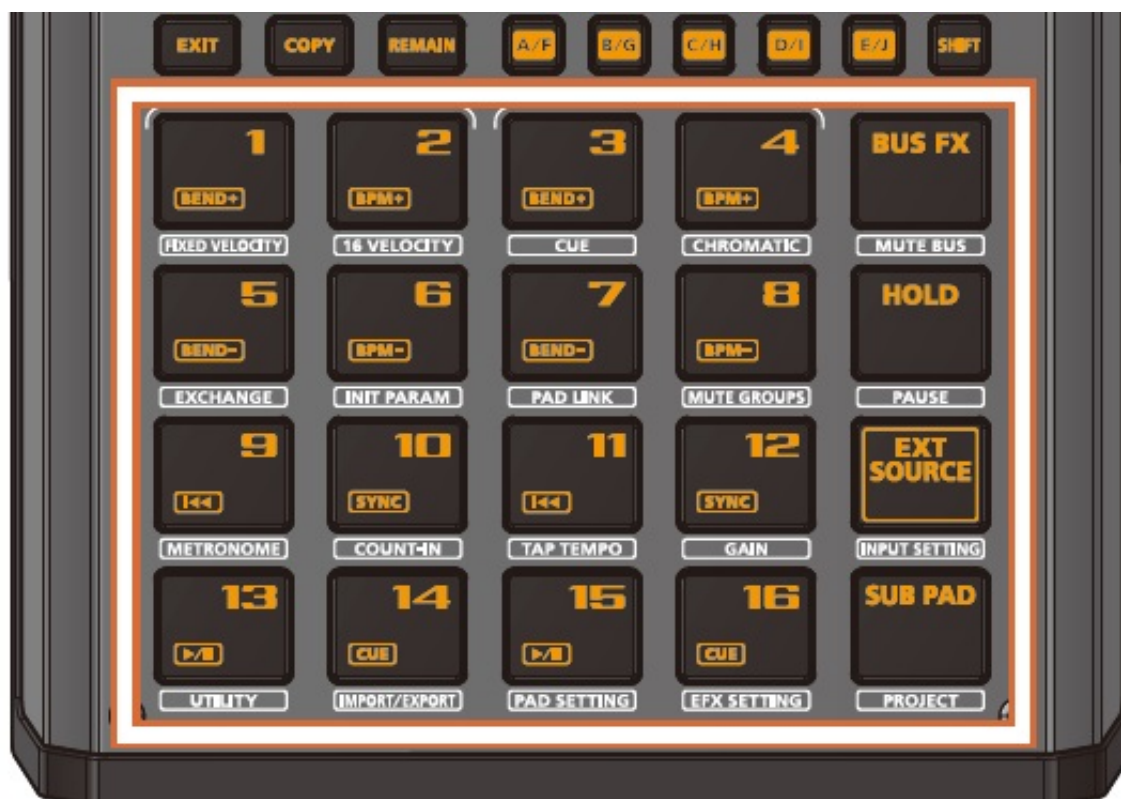 EXIT COPY REMAIN A/F B/G C/H D/I E/J SHIFT
1 2 3 4 BUS FX
BEND+ BPM+ BEND+ BPM+
FIXED VELOCITY 16 VELOCITY CUE CHROMATIC MUTE BUS
5 6 7 8 HOLD
BEND- BPM- BEND- BPM-
EXCHANGE INIT PARAM PAD LINK MUTE GROUPS PAUSE
9 10 11 12 EXT
SOURCE
SYNC SYNC
METRONOME COUNT-IN TAP TEMPO GAIN INPUT SETTING
13 14 15 16 SUB PAD
CUE CUE
UTILITY IMPORT/EXPORT PAD SETTING EFX SETTING PROJECT